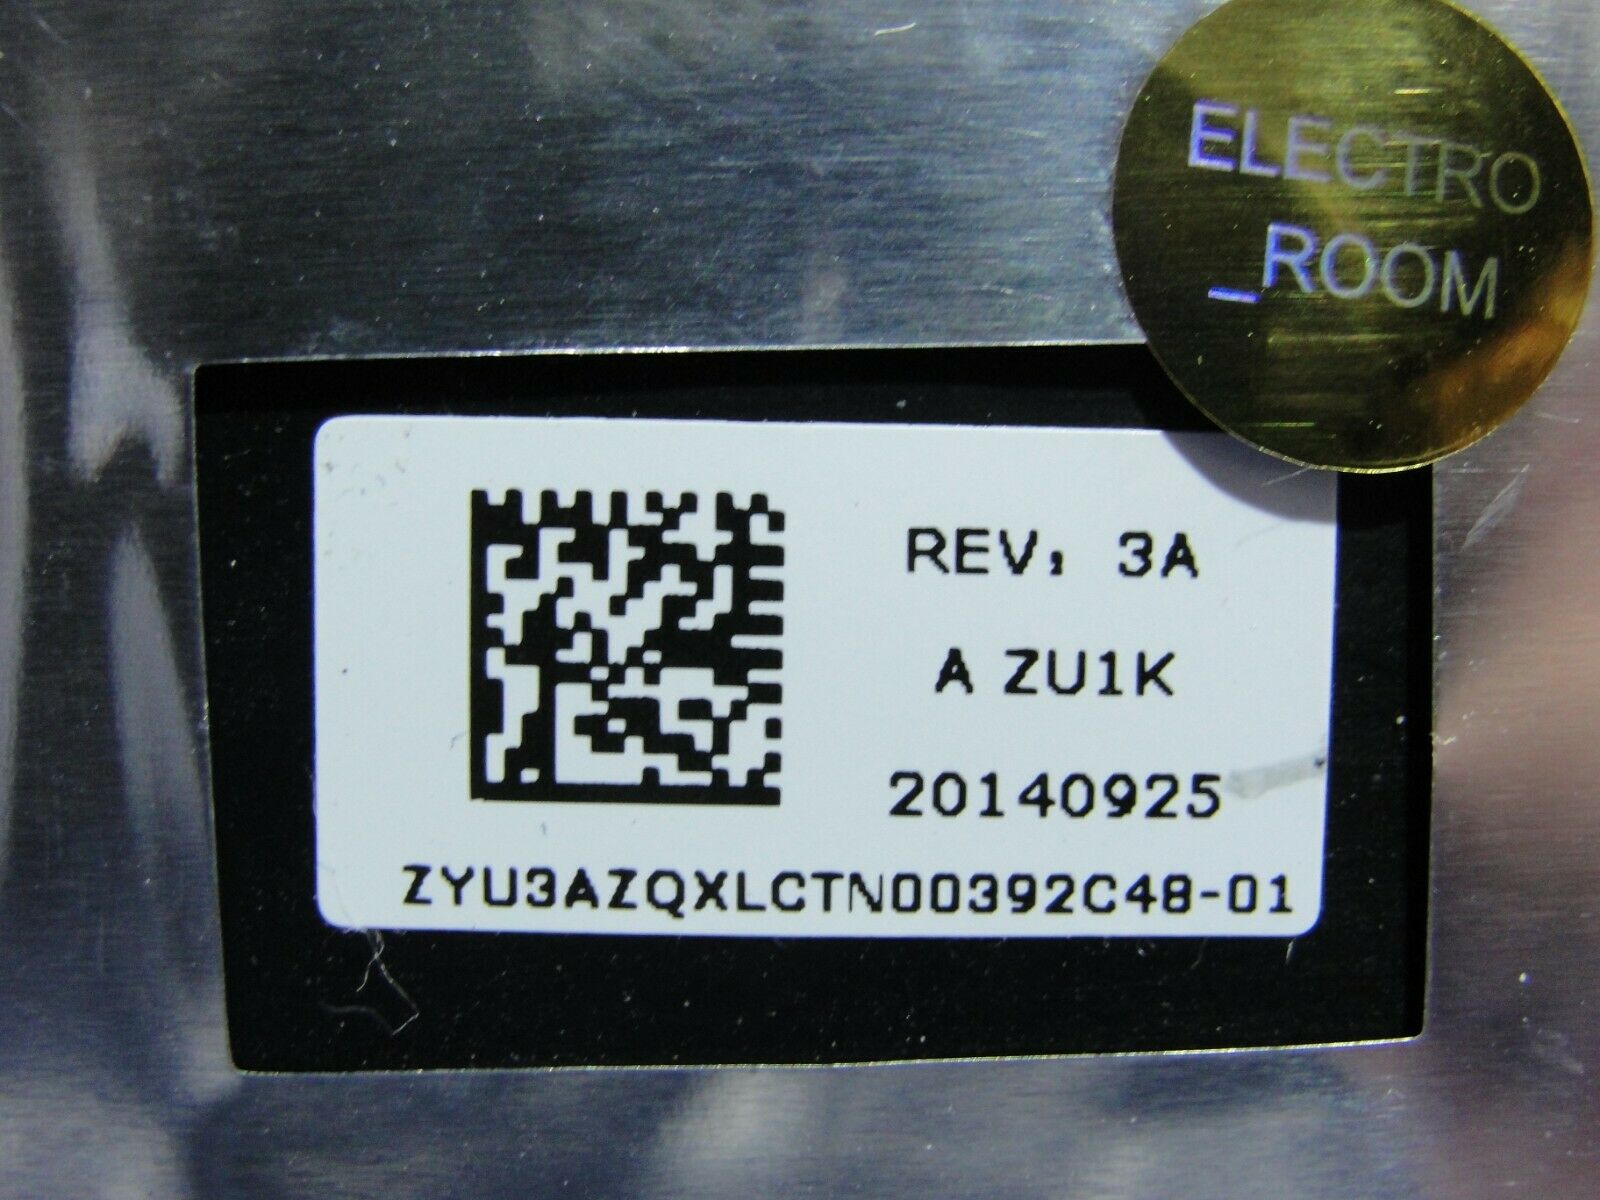 ELECTRO
_ROOM
REV: 3A
A ZU1K
20140925
ZYU3AZQXLCTN00392C48-01